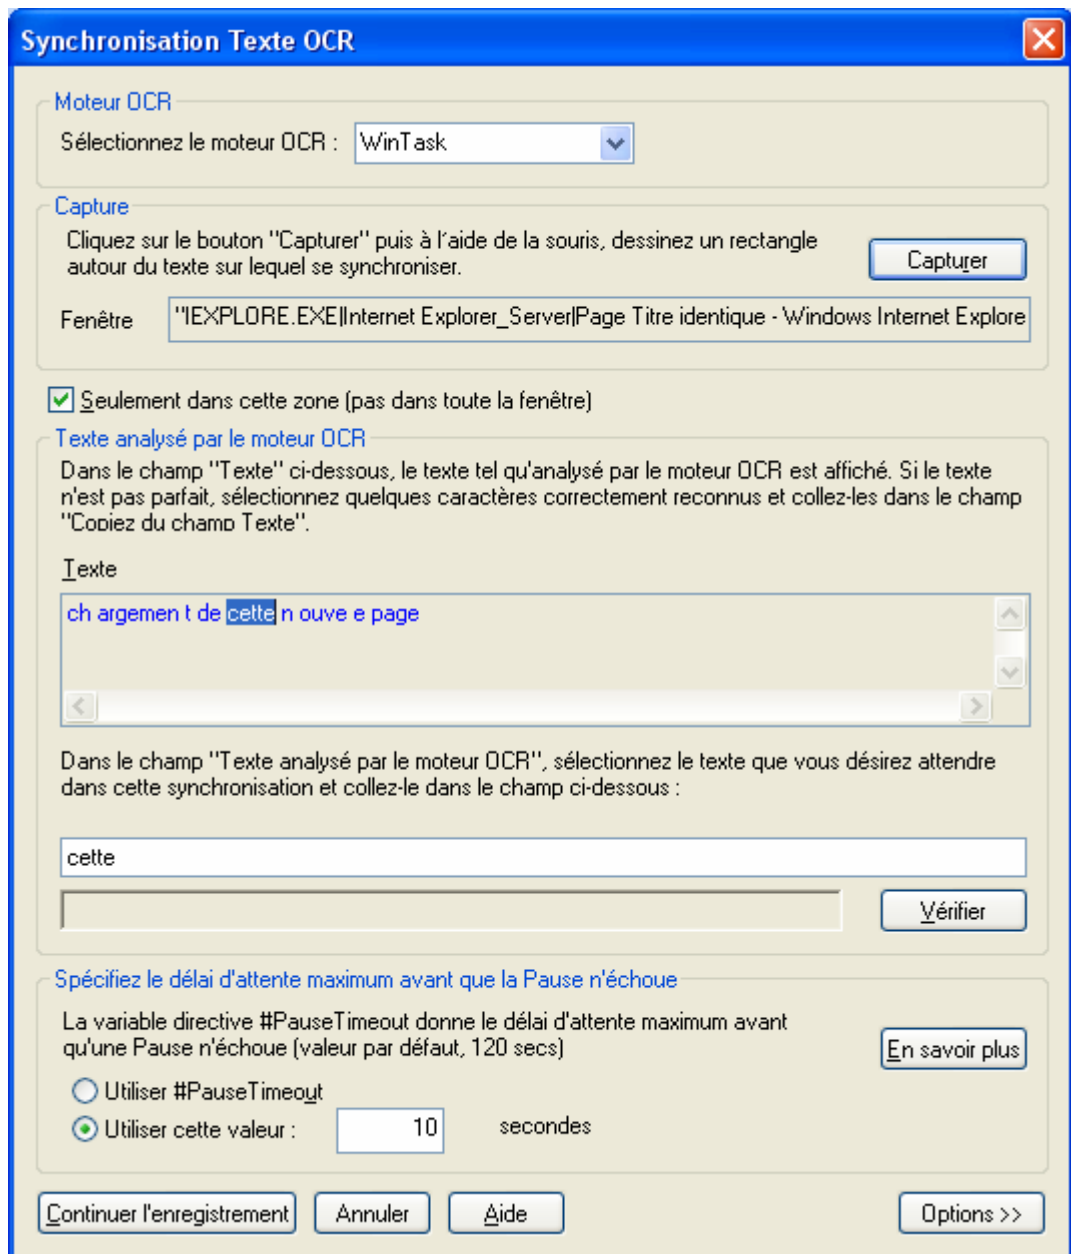 Synchronisation Texte OCR
Moteur OCR
Sélectionnez le moteur OCR : WinTask
Capture
Cliquez sur le bouton "Capturer" puis à l'aide de la souris, dessinez un rectangle
autour du texte sur lequel se synchroniser.
Capturer
Fenêtre "IEXPLORE.EXE|Internet Explorer_Server|Page Titre identique - Windows Internet Explore
Seulement dans cette zone (pas dans toute la fenêtre)
Texte analysé par le moteur OCR
Dans le champ "Texte" ci-dessous, le texte tel qu'analysé par le moteur OCR est affiché. Si le texte
n'est pas parfait, sélectionnez quelques caractères correctement reconnus et collez-les dans le champ
"Copiez du champ Texte".
Texte
ch argemen t de cette n ouve e page
Dans le champ "Texte analysé par le moteur OCR", sélectionnez le texte que vous désirez attendre
dans cette synchronisation et collez-le dans le champ ci-dessous :
cette
Vérifier
Spécifiez le délai d'attente maximum avant que la Pause n'échoue
La variable directive #PauseTimeout donne le délai d'attente maximum avant
qu'une Pause n'échoue (valeur par défaut, 120 secs)
En savoir plus
Utiliser #PauseTimeout
Utiliser cette valeur : 10 secondes
Continuer l'enregistrement Annuler Aide Options >>